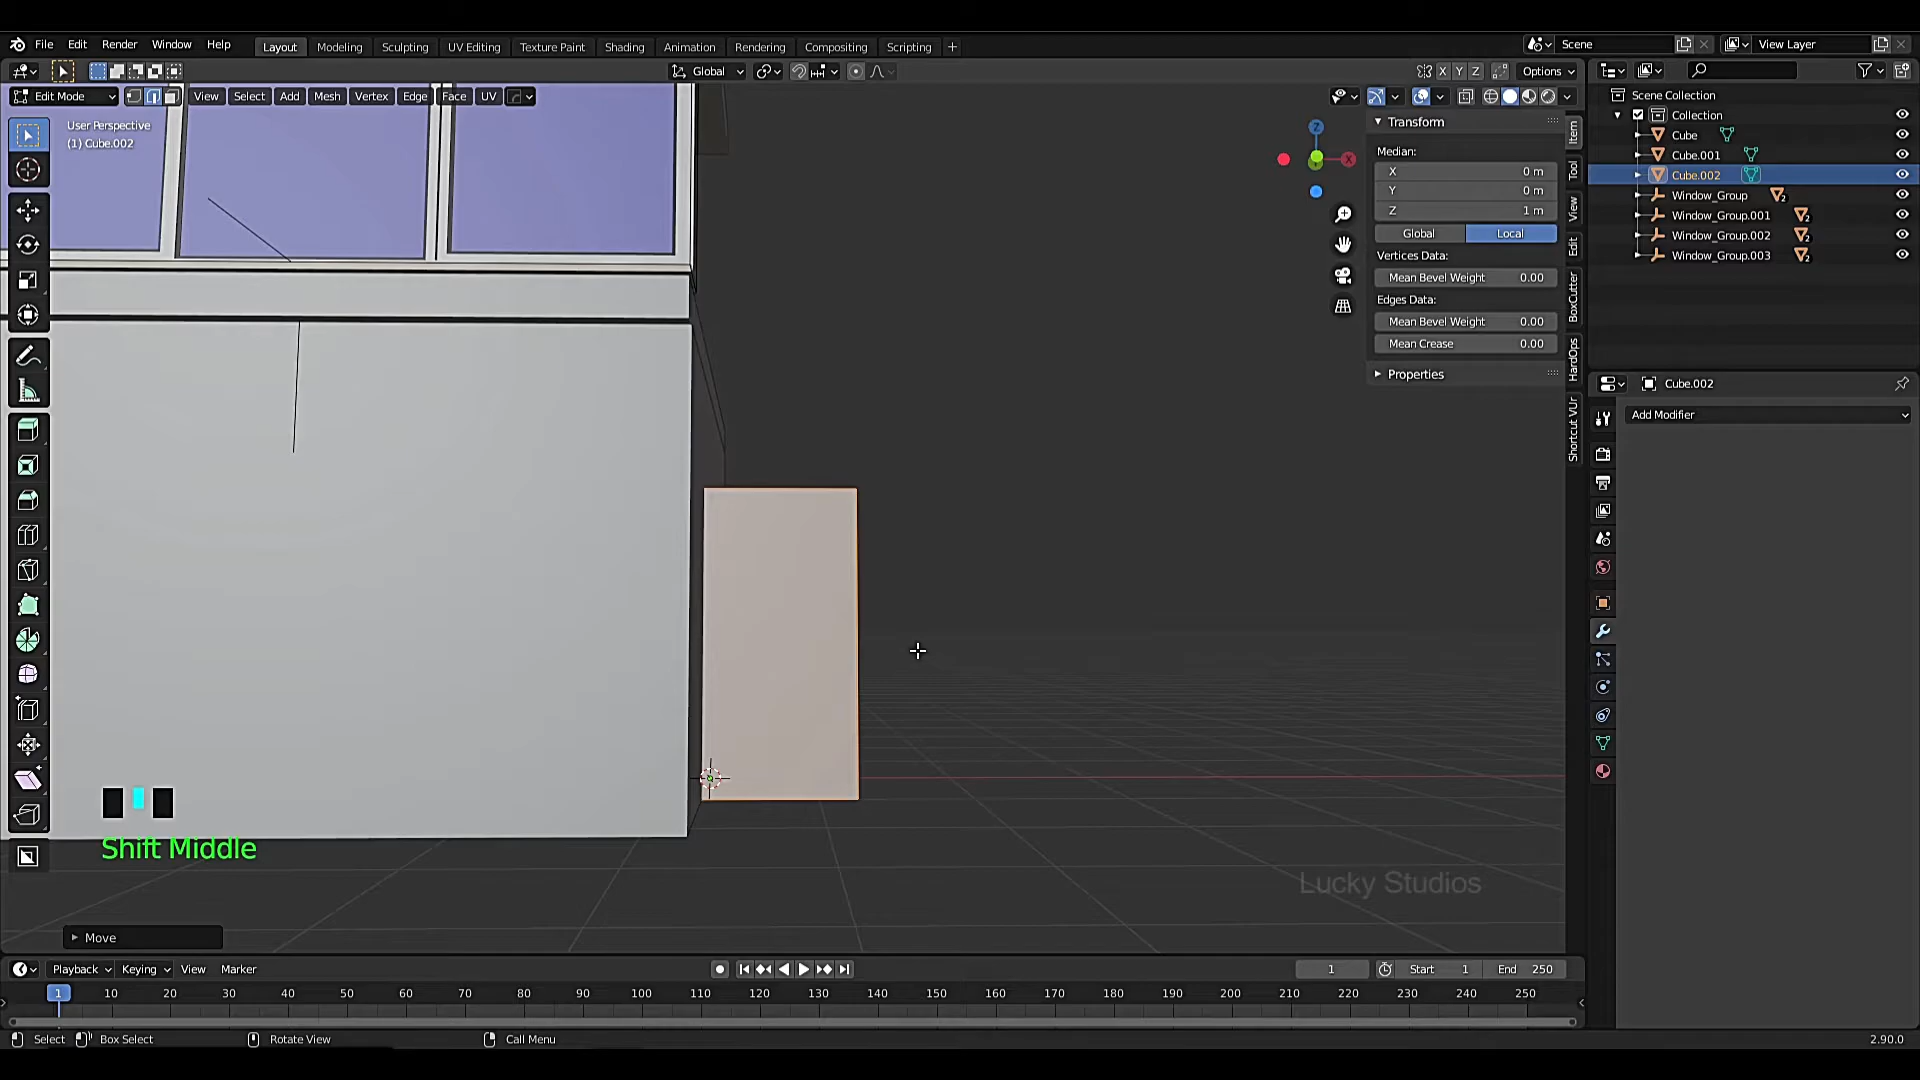 File Edit Render Window Help Layout Modeling Sculpting UV Editing Texture Paint Shading Animation Rendering Compositing Scripting + Scene View Layer
Global X Y Z Options
Edit Mode View Select Add Mesh Vertex Edge Face UV
User Perspective
(1) Cube.002
Z
X
Transform
Median:
X 0 m
Y 0 m
Z 1 m
Global Local
Vertices Data:
Mean Bevel Weight 0.00
Edges Data:
Mean Bevel Weight 0.00
Mean Crease 0.00
Properties
Item
Tool
View
Edit
BoxCutter
HardOps
Shortcut VUr
Scene Collection
Collection
Cube
Cube.001
Cube.002
Window_Group 2
Window_Group.001 2
Window_Group.002 2
Window_Group.003 2
Cube.002
Add Modifier
Shift Middle
Lucky Studios
Move
Playback Keying View Marker 1 Start 1 End 250
1 10 20 30 40 50 60 70 80 90 100 110 120 130 140 150 160 170 180 190 200 210 220 230 240 250
Select Box Select Rotate View Call Menu 2.90.0